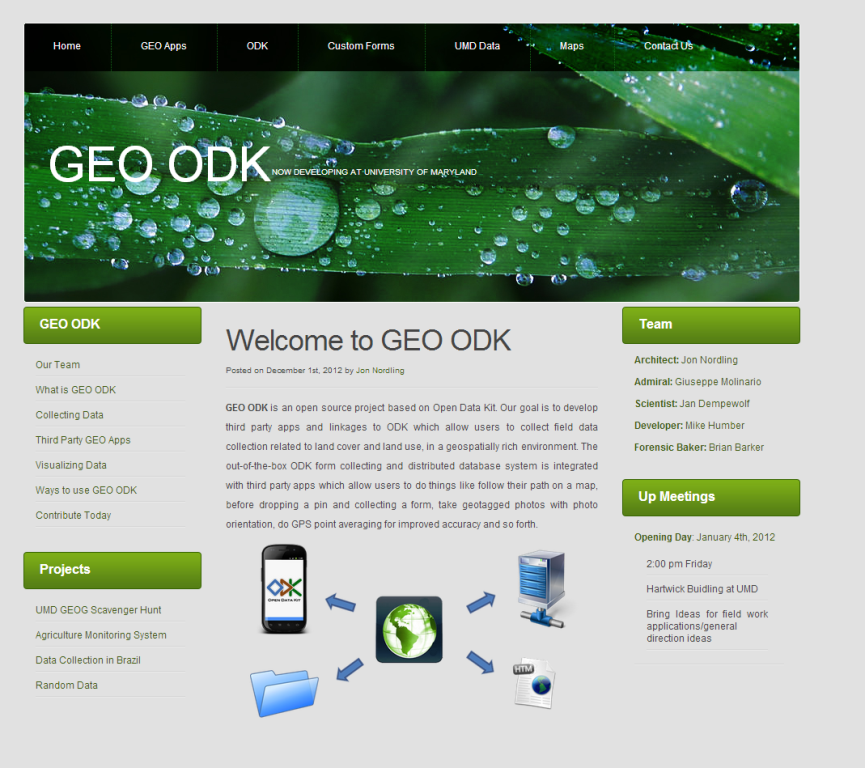 Home
GEO Apps
ODK
Custom Forms
UMD Data
Maps
Contact Us
GEO ODK
NOW DEVELOPING AT UNIVERSITY OF MARYLAND
GEO ODK
Our Team
What is GEO ODK
Collecting Data
Third Party GEO Apps
Visualizing Data
Ways to use GEO ODK
Contribute Today
Projects
UMD GEOG Scavenger Hunt
Agriculture Monitoring System
Data Collection in Brazil
Random Data
Welcome to GEO ODK
Posted on December 1st, 2012 by Jon Nordling
GEO ODK is an open source project based on Open Data Kit. Our goal is to develop
third party apps and linkages to ODK which allow users to collect field data
collection related to land cover and land use, in a geospatially rich environment. The
out-of-the-box ODK form collecting and distributed database system is integrated
with third party apps which allow users to do things like follow their path on a map,
before dropping a pin and collecting a form, take geotagged photos with photo
orientation, do GPS point averaging for improved accuracy and so forth.
ODK
OPEN DATA KIT
HTM
Team
Architect: Jon Nordling
Admiral: Giuseppe Molinario
Scientist: Jan Dempewolf
Developer: Mike Humber
Forensic Baker: Brian Barker
Up Meetings
Opening Day: January 4th, 2012
2:00 pm Friday
Hartwick Buidling at UMD
Bring Ideas for field work
applications/general
direction ideas